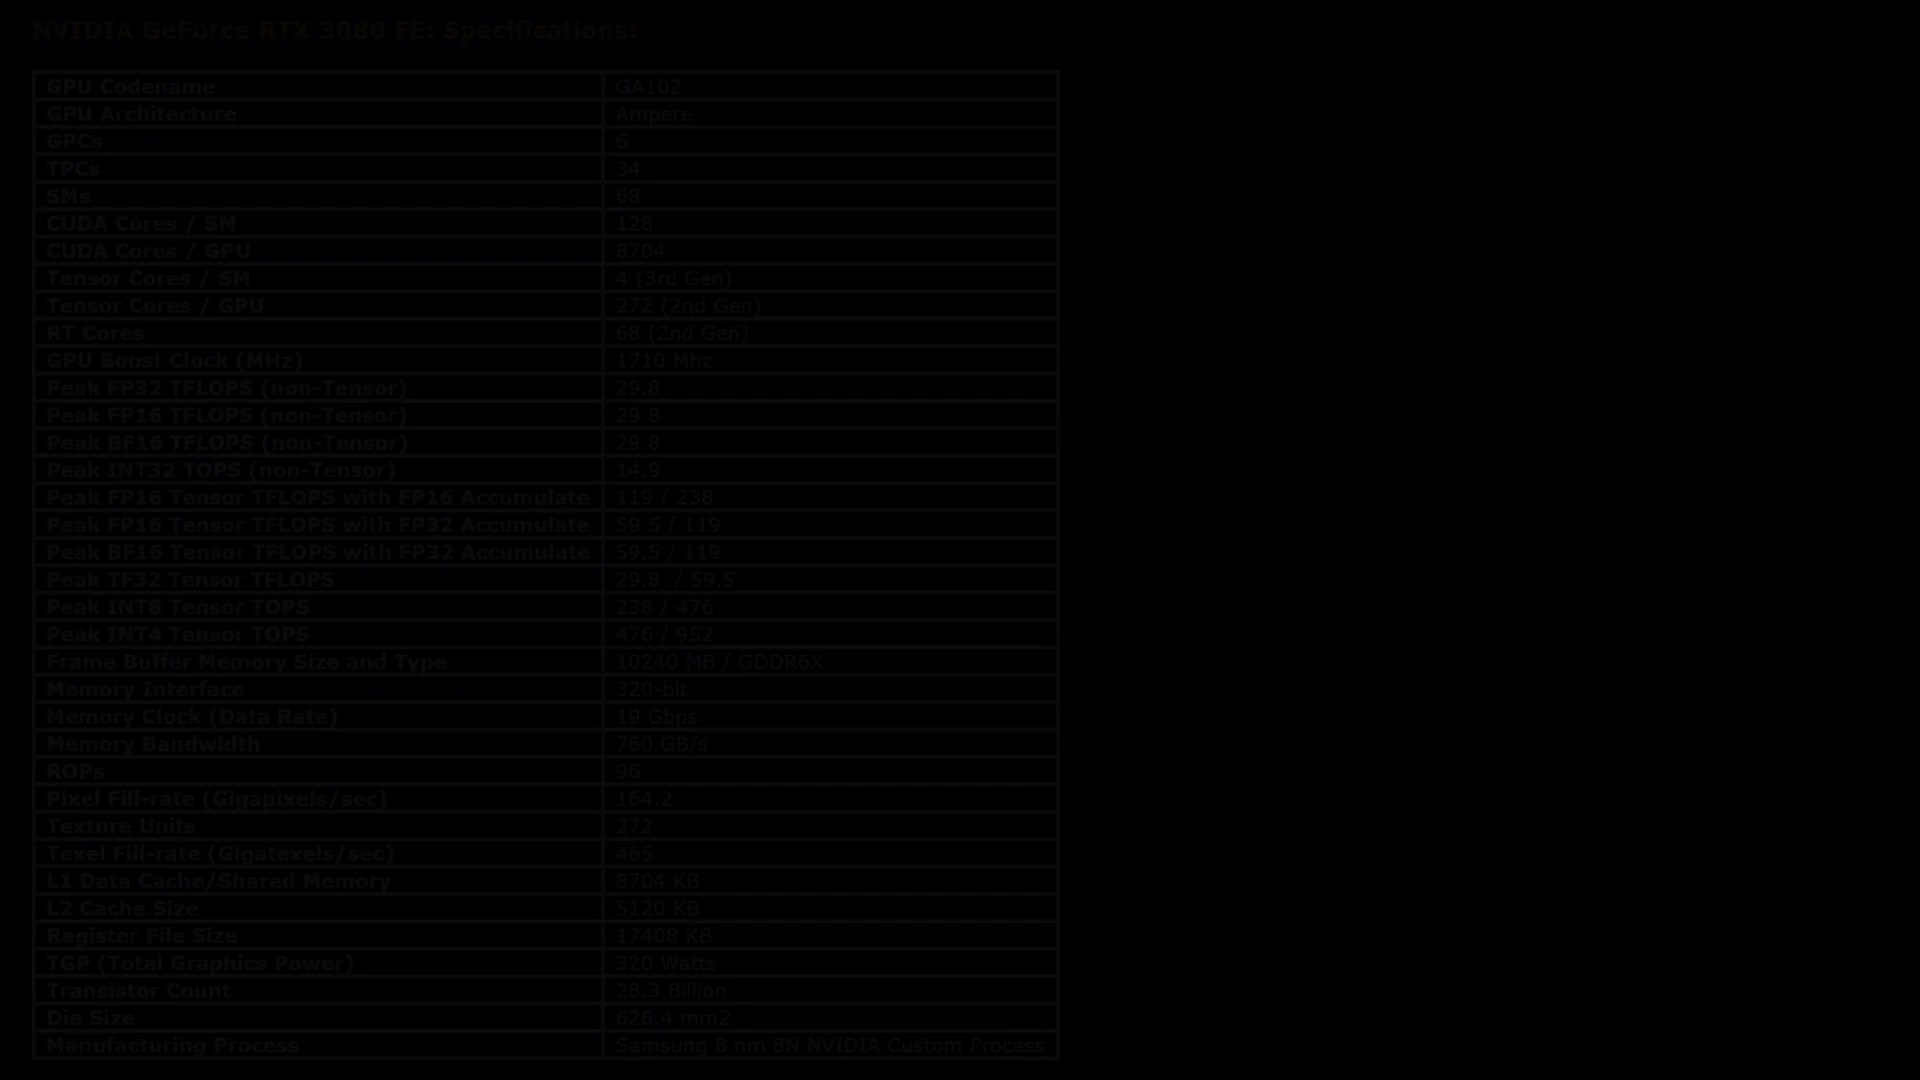 NVIDIA GeForce RTX 3080 FE: Specifications:
GPU Codename GA102
GPU Architecture Ampere
GPCs 6
TPCs 34
SMs 68
CUDA Cores / SM 128
CUDA Cores / GPU 8704
Tensor Cores / SM 4 (3rd Gen)
Tensor Cores / GPU 272 (2nd Gen)
RT Cores 68 (2nd Gen)
GPU Boost Clock (MHz) 1710 Mhz
Peak FP32 TFLOPS (non-Tensor) 29.8
Peak FP16 TFLOPS (non-Tensor) 29.8
Peak BF16 TFLOPS (non-Tensor) 29.8
Peak INT32 TOPS (non-Tensor) 14.9
Peak FP16 Tensor TFLOPS with FP16 Accumulate 119 / 238
Peak FP16 Tensor TFLOPS with FP32 Accumulate 59.5 / 119
Peak BF16 Tensor TFLOPS with FP32 Accumulate 59.5 / 119
Peak TF32 Tensor TFLOPS 29.8 / 59.5
Peak INT8 Tensor TOPS 238 / 476
Peak INT4 Tensor TOPS 476 / 952
Frame Buffer Memory Size and Type 10240 MB / GDDR6X
Memory Interface 320-bit
Memory Clock (Data Rate) 19 Gbps
Memory Bandwidth 760 GB/s
ROPs 96
Pixel Fill-rate (Gigapixels/sec) 164.2
Texture Units 272
Texel Fill-rate (Gigatexels/sec) 465
L1 Data Cache/Shared Memory 8704 KB
L2 Cache Size 5120 KB
Register File Size 17408 KB
TGP (Total Graphics Power) 320 Watts
Transistor Count 28.3 Billion
Die Size 628.4 mm2
Manufacturing Process Samsung 8 nm 8N NVIDIA Custom Process